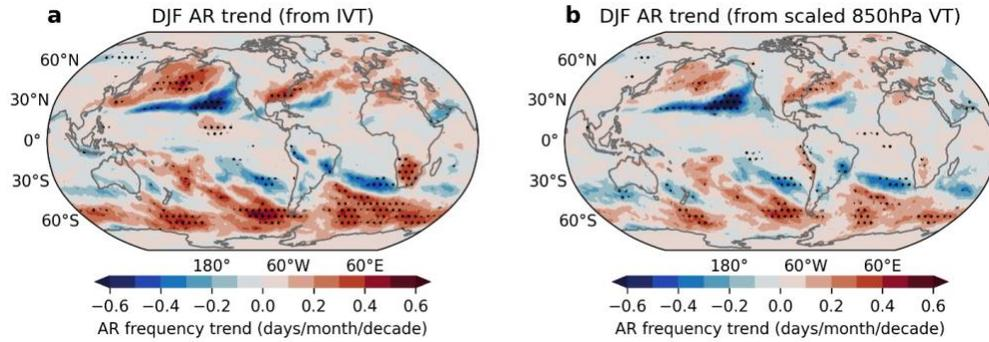 a DJF AR trend (from IVT)
60°N
30°N
0°
30°S
60°S
180° 60°W 60°E
−0.6 −0.4 −0.2 0.0 0.2 0.4 0.6
AR frequency trend (days/month/decade)
b DJF AR trend (from scaled 850hPa VT)
60°N
30°N
0°
30°S
60°S
180° 60°W 60°E
−0.6 −0.4 −0.2 0.0 0.2 0.4 0.6
AR frequency trend (days/month/decade)